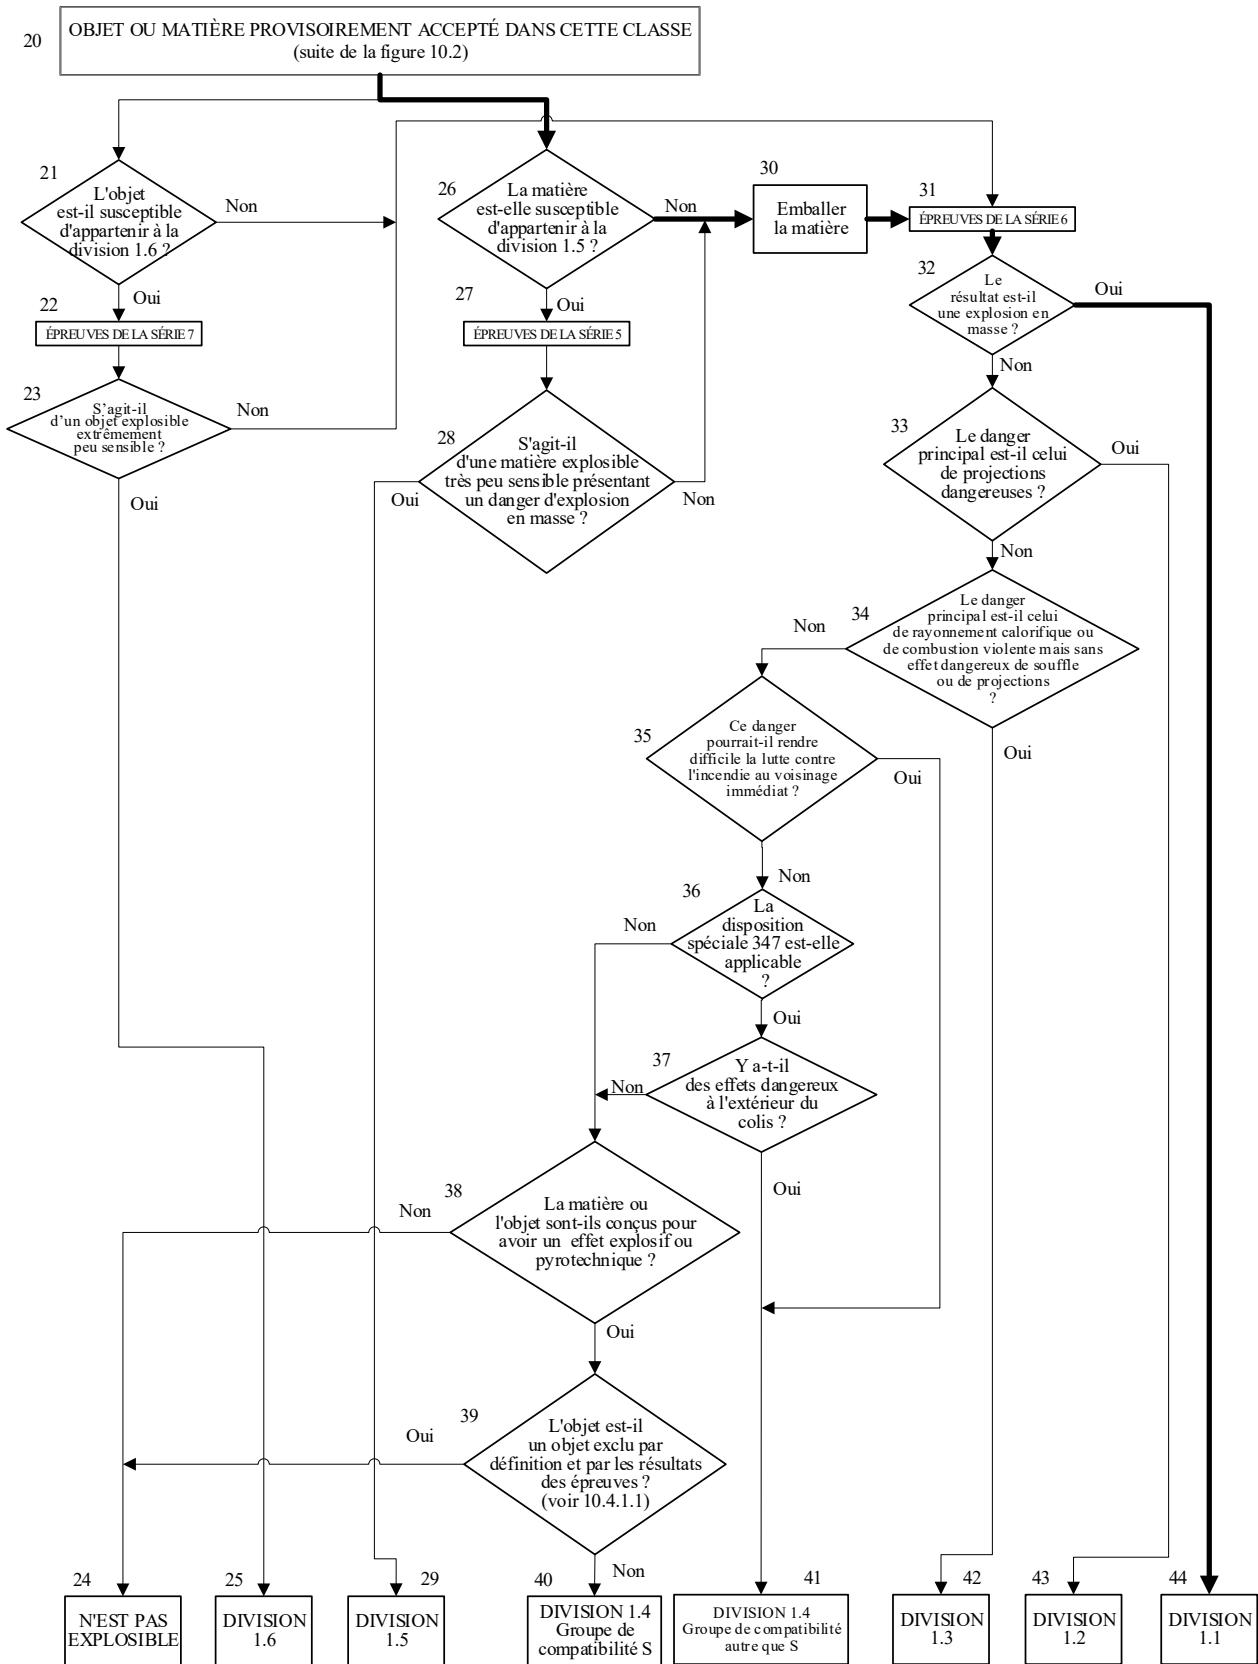 20
OBJET OU MATIÈRE PROVISOIREMENT ACCEPTÉ DANS CETTE CLASSE
(suite de la figure 10.2)
21
L'objet
est-il susceptible
d'appartenir à la
division 1.6 ?
Non
Oui
22
ÉPREUVES DE LA SÉRIE 7
23
S'agit-il
d'un objet explosible
extrêmement
peu sensible ?
Non
Oui
26
La matière
est-elle susceptible
d'appartenir à la
division 1.5 ?
Non
Oui
27
ÉPREUVES DE LA SÉRIE 5
28
S'agit-il
d'une matière explosible
très peu sensible présentant
un danger d'explosion
en masse ?
Oui
Non
30
Emballer
la matière
31
ÉPREUVES DE LA SÉRIE 6
32
Le
résultat est-il
une explosion en
masse ?
Oui
Non
33
Le danger
principal est-il celui
de projections
dangereuses ?
Oui
Non
34
Le danger
principal est-il celui
de rayonnement calorifique ou
de combustion violente mais sans
effet dangereux de souffle
ou de projections
?
Non
Oui
35
Ce danger
pourrait-il rendre
difficile la lutte contre
l'incendie au voisinage
immédiat ?
Oui
Non
36
La
disposition
spéciale 347 est-elle
applicable
?
Non
Oui
37
Y a-t-il
des effets dangereux
à l'extérieur du
colis ?
Non
Oui
38
La matière ou
l'objet sont-ils conçus pour
avoir un effet explosif ou
pyrotechnique ?
Non
Oui
39
L'objet est-il
un objet exclu par
définition et par les résultats
des épreuves ?
(voir 10.4.1.1)
Oui
Non
24
N'EST PAS
EXPLOSIBLE
25
DIVISION
1.6
29
DIVISION
1.5
40
DIVISION 1.4
Groupe de
compatibilité S
41
DIVISION 1.4
Groupe de compatibilité
autre que S
42
DIVISION
1.3
43
DIVISION
1.2
44
DIVISION
1.1